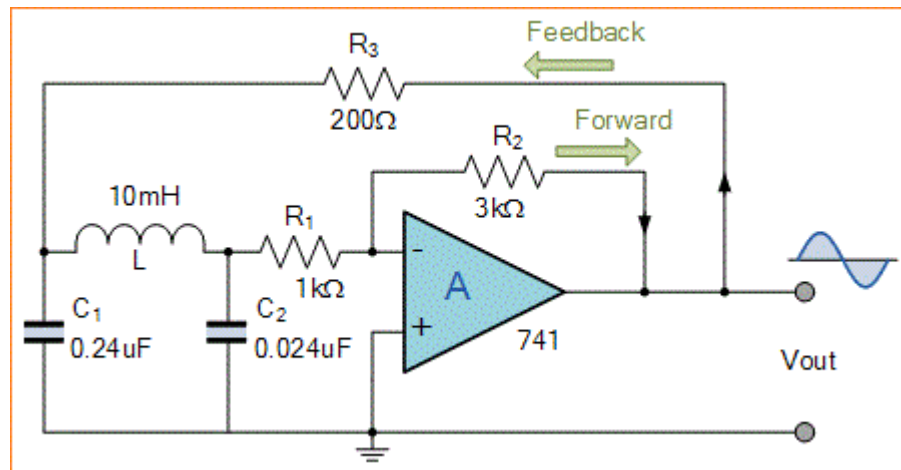 Feedback
R₃
200Ω
Forward
R₂
3kΩ
10mH
L
R₁
1kΩ
-
A
+
741
C₁
0.24uF
C₂
0.024uF
Vout